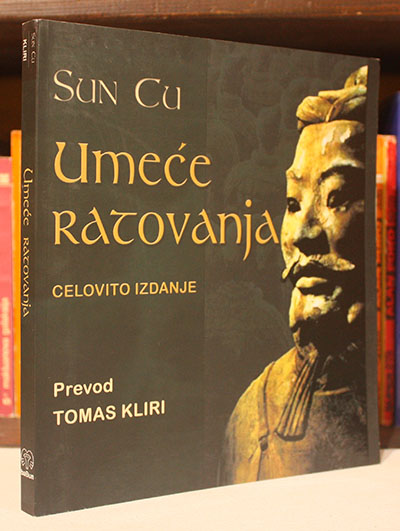 SUN CU
Umeće
ratovanja
CELOVITO IZDANJE
Prevod
TOMAS KLIRI
SUN CU
KLIRI
Umeće ratovanja